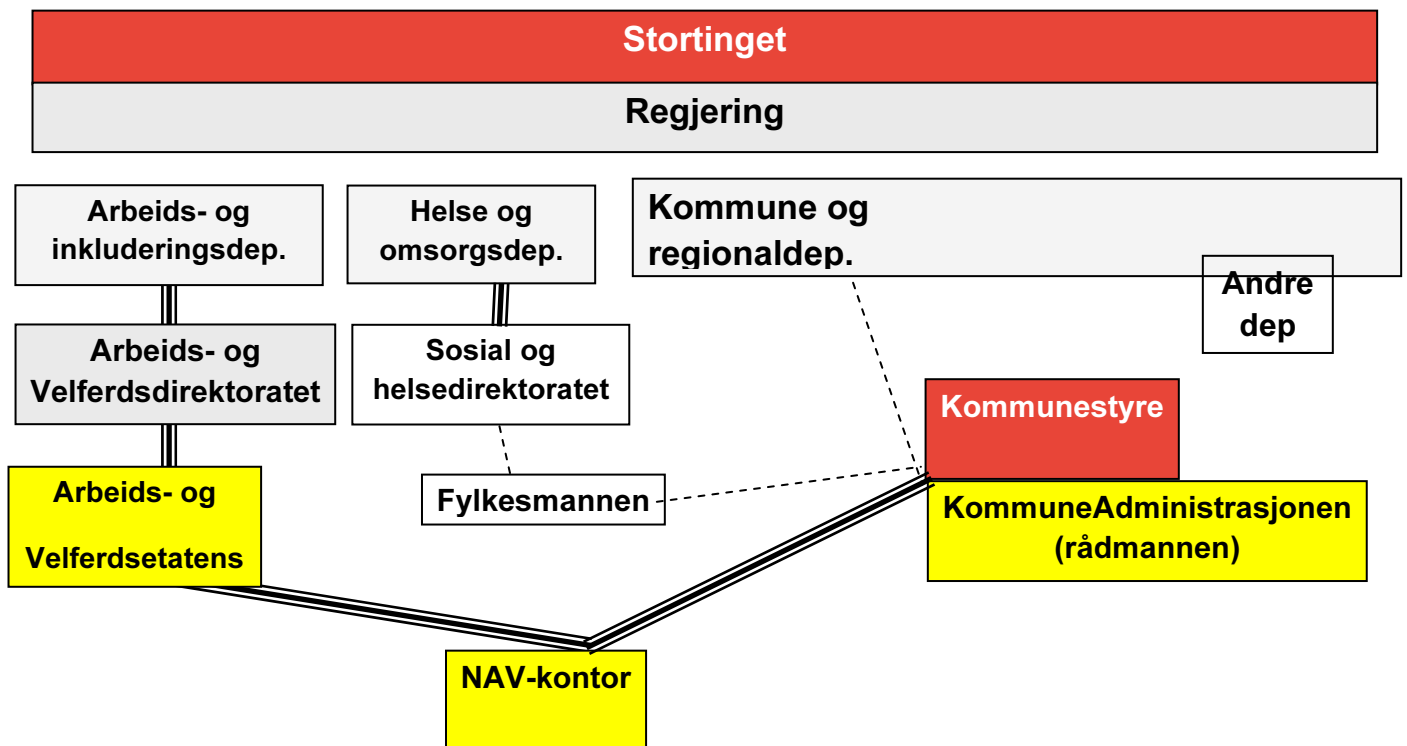 Stortinget
Regjering
Arbeids- og
inkluderingsdep.
Helse og
omsorgsdep.
Kommune og
regionaldep.
Andre
dep
Arbeids- og
Velferdsdirektoratet
Sosial og
helsedirektoratet
Kommunestyre
Arbeids- og
Velferdsetatens
Fylkesmannen
KommuneAdministrasjonen
(rådmannen)
NAV-kontor